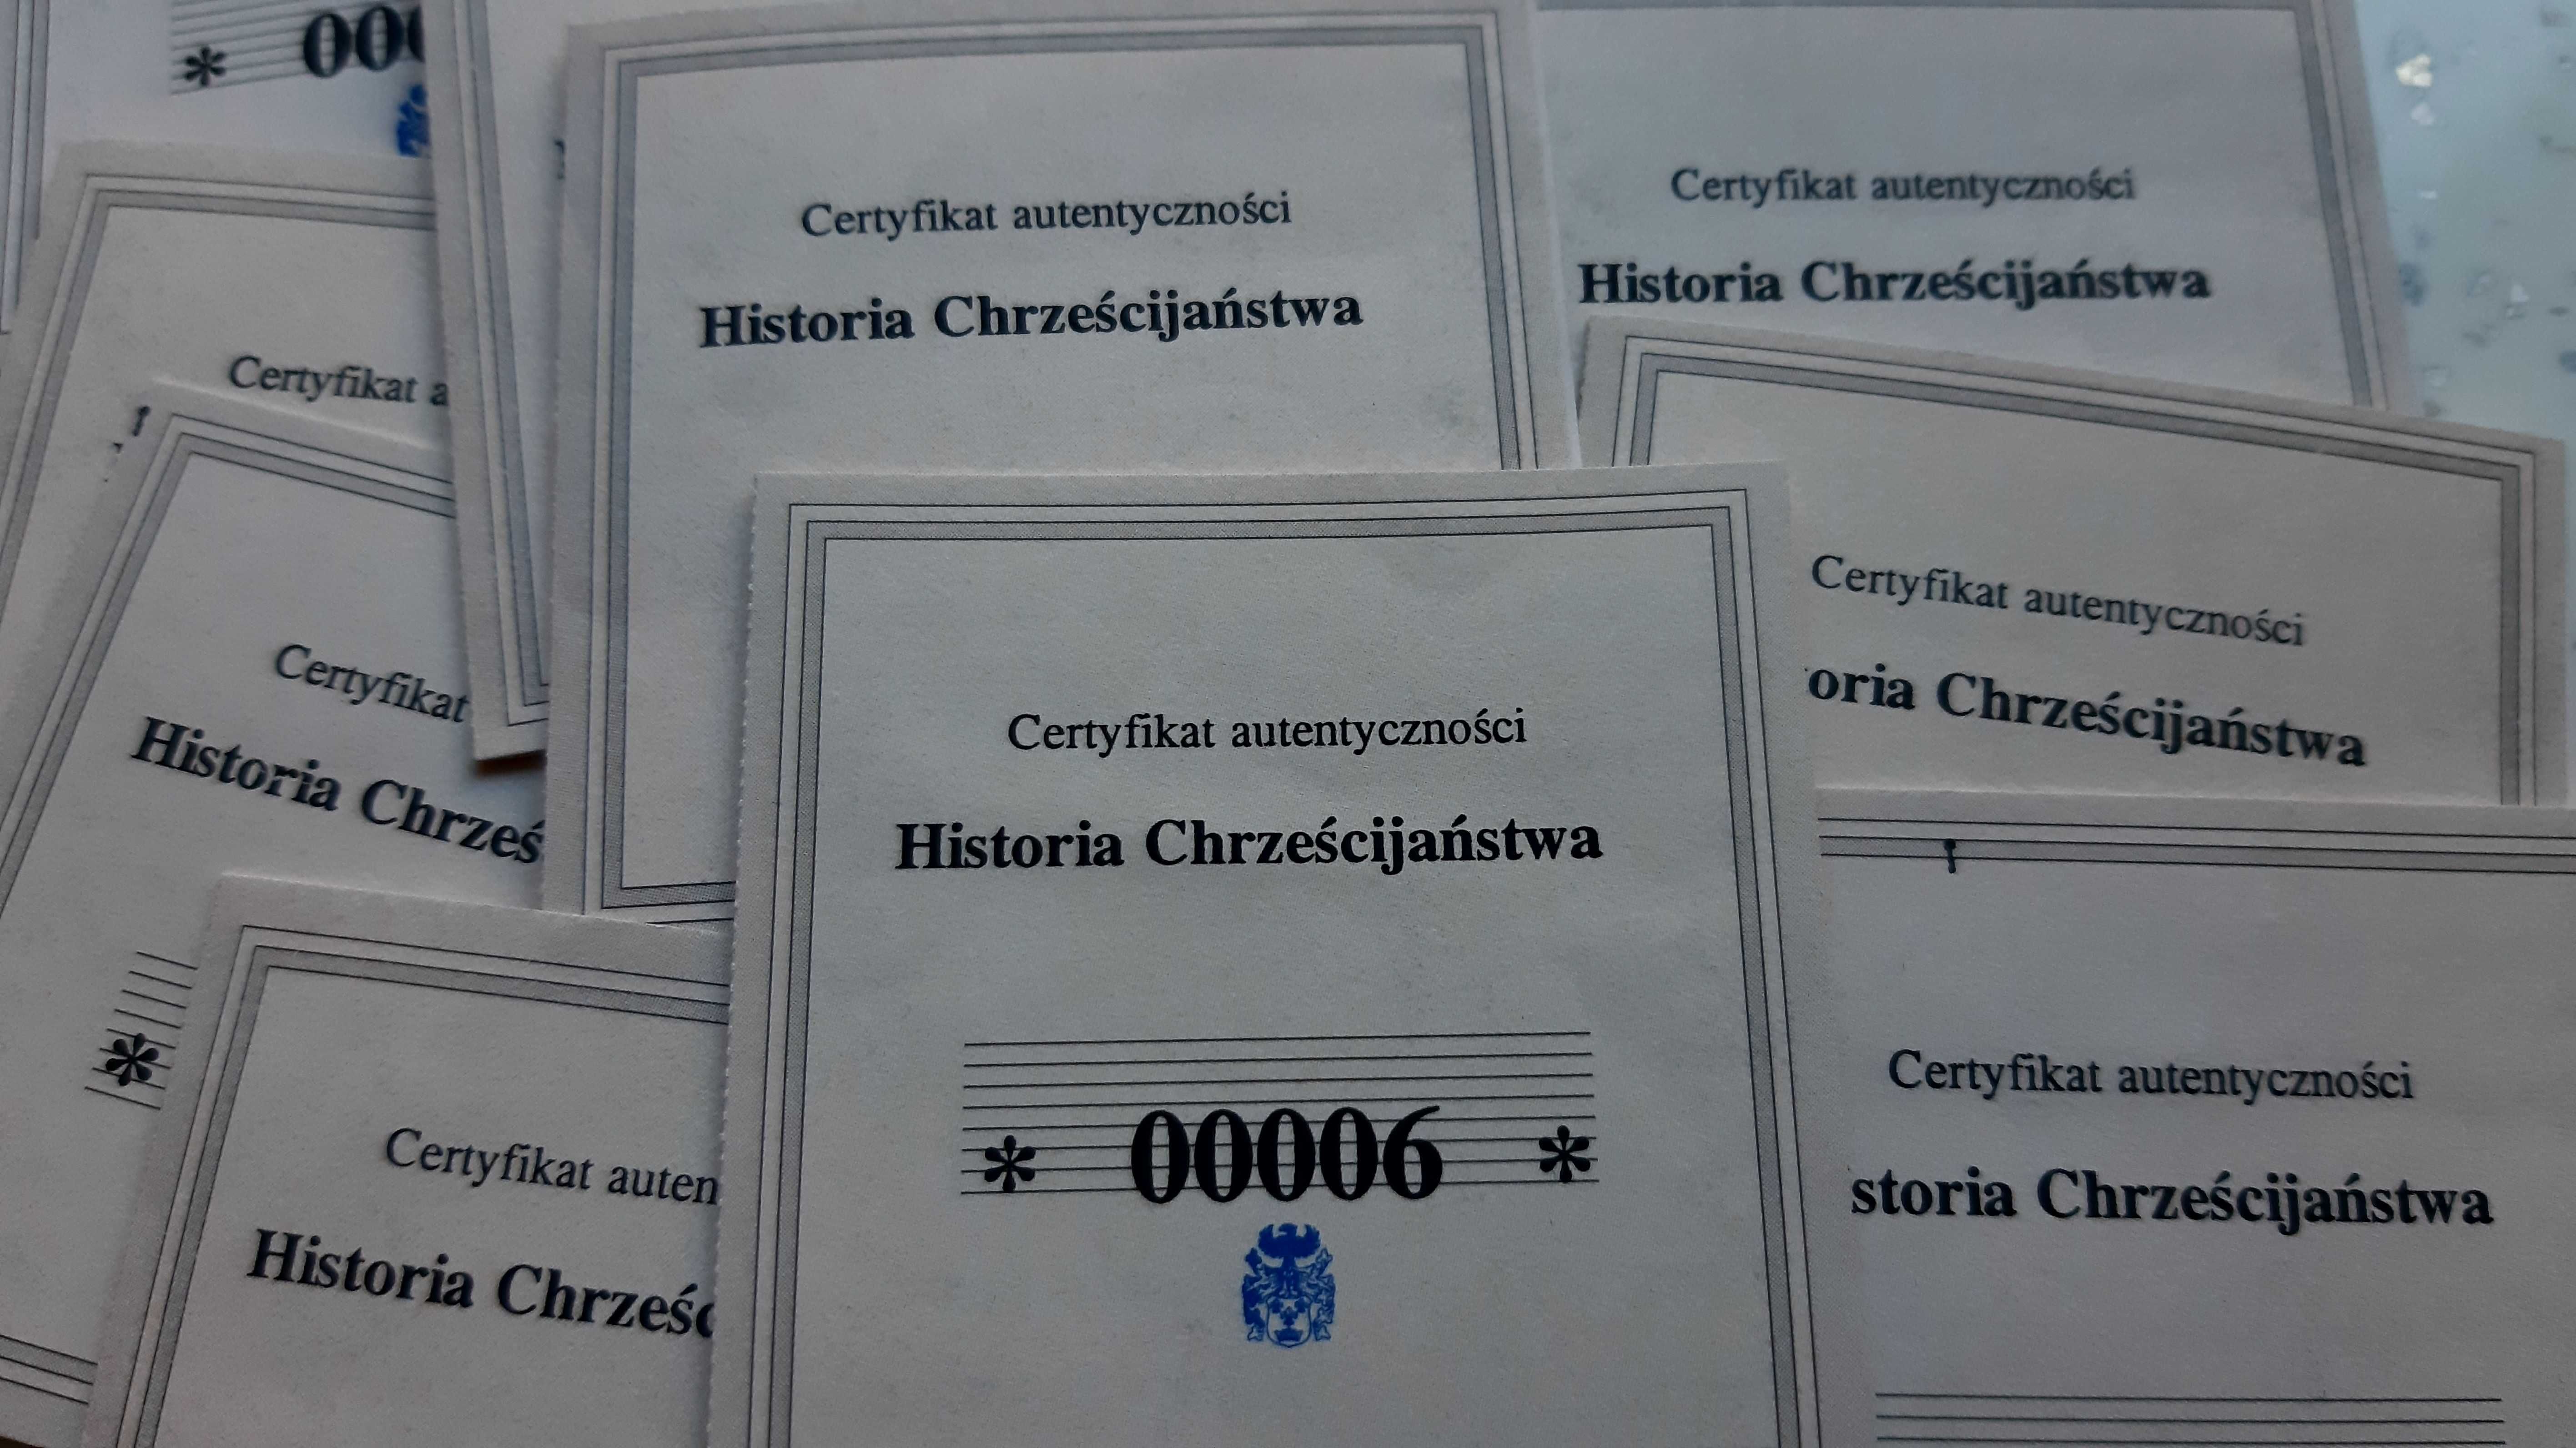 * 000
Certyfikat autentyczności
Historia Chrześcijaństwa
Certyfikat autentyczności
Historia Chrześcijaństwa
Certyfikat a
Certyfikat
Historia Chrześ
Certyfikat autentyczności
oria Chrześcijaństwa
Certyfikat autentyczności
Historia Chrześcijaństwa
* 00006 *
*
Certyfikat auten
Historia Chrześc
Certyfikat autentyczności
storia Chrześcijaństwa